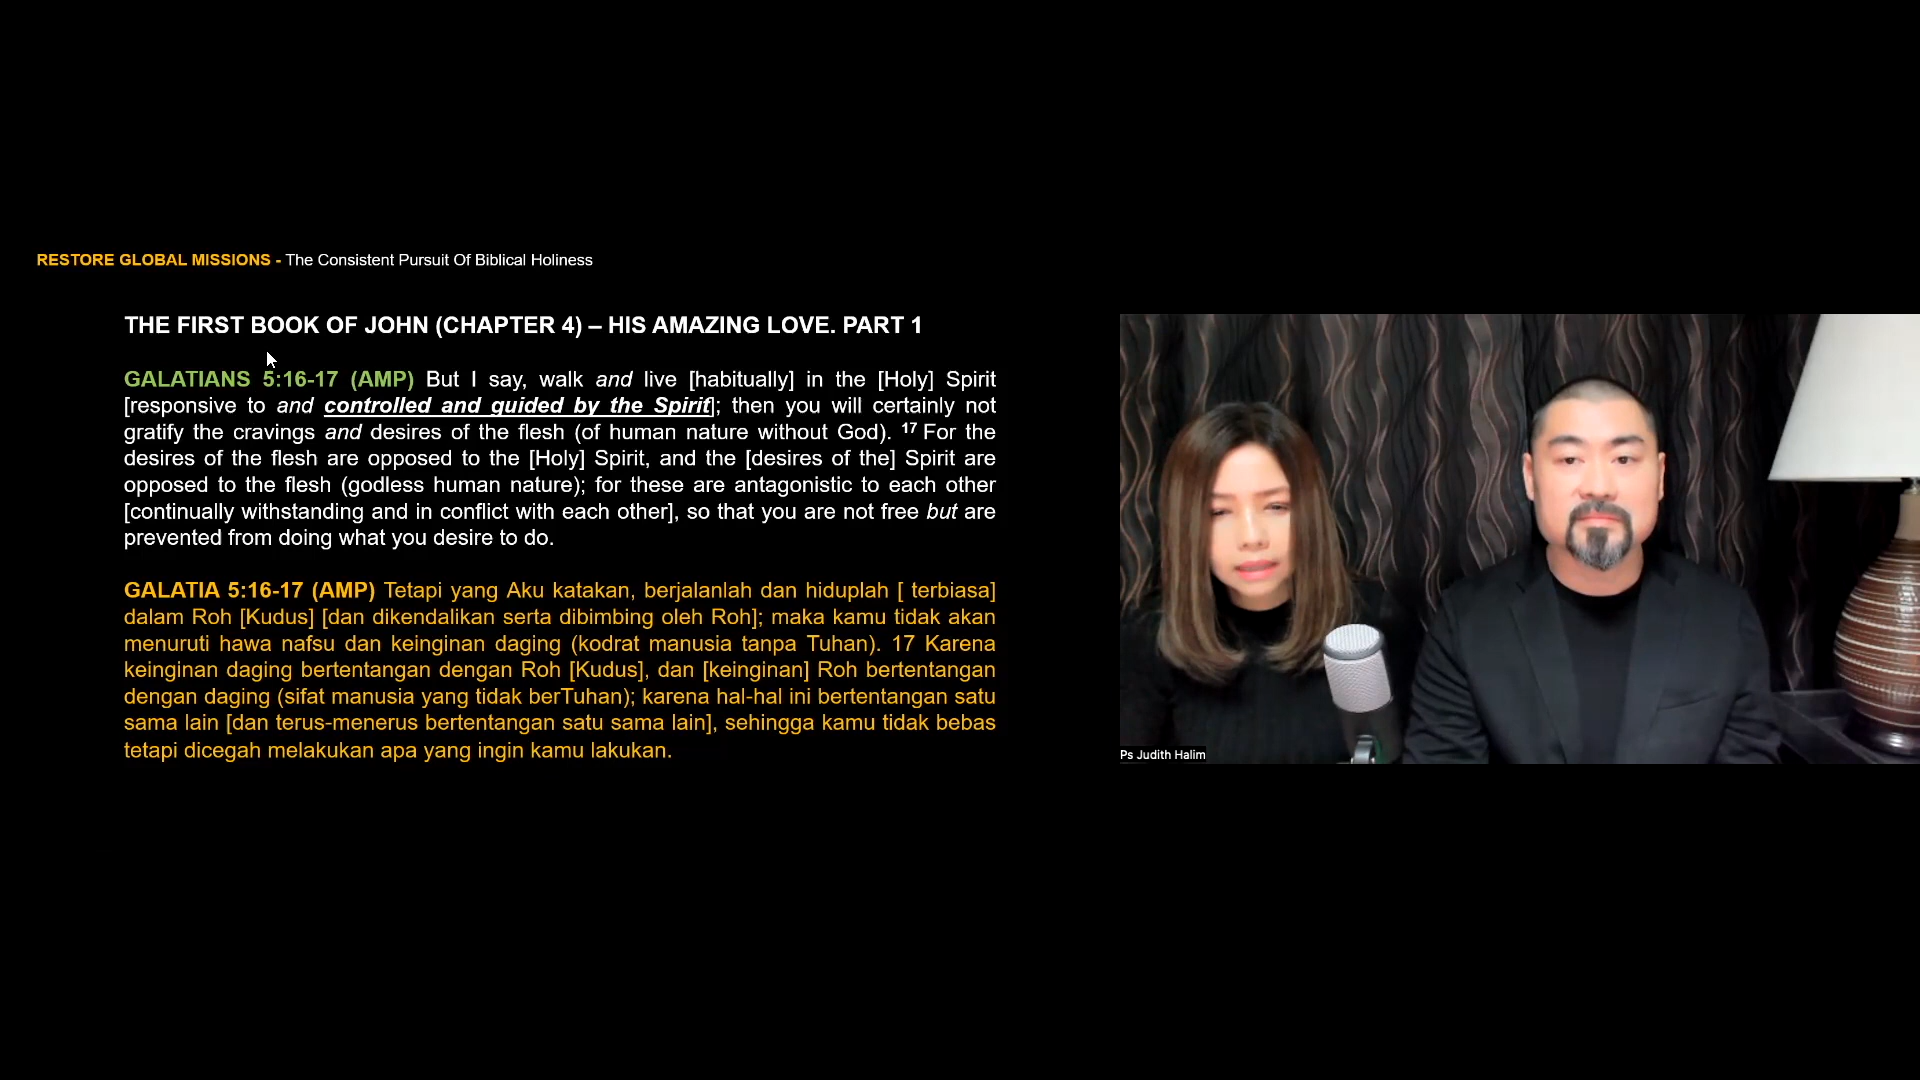 RESTORE GLOBAL MISSIONS - The Consistent Pursuit Of Biblical Holiness
THE FIRST BOOK OF JOHN (CHAPTER 4) – HIS AMAZING LOVE. PART 1
GALATIANS 5:16-17 (AMP) But I say, walk and live [habitually] in the [Holy] Spirit
[responsive to and controlled and guided by the Spirit]; then you will certainly not
gratify the cravings and desires of the flesh (of human nature without God). 17 For the
desires of the flesh are opposed to the [Holy] Spirit, and the [desires of the] Spirit are
opposed to the flesh (godless human nature); for these are antagonistic to each other
[continually withstanding and in conflict with each other], so that you are not free but are
prevented from doing what you desire to do.
GALATIA 5:16-17 (AMP) Tetapi yang Aku katakan, berjalanlah dan hiduplah [ terbiasa]
dalam Roh [Kudus] [dan dikendalikan serta dibimbing oleh Roh]; maka kamu tidak akan
menuruti hawa nafsu dan keinginan daging (kodrat manusia tanpa Tuhan). 17 Karena
keinginan daging bertentangan dengan Roh [Kudus], dan [keinginan] Roh bertentangan
dengan daging (sifat manusia yang tidak berTuhan); karena hal-hal ini bertentangan satu
sama lain [dan terus-menerus bertentangan satu sama lain], sehingga kamu tidak bebas
tetapi dicegah melakukan apa yang ingin kamu lakukan.
Ps Judith Halim